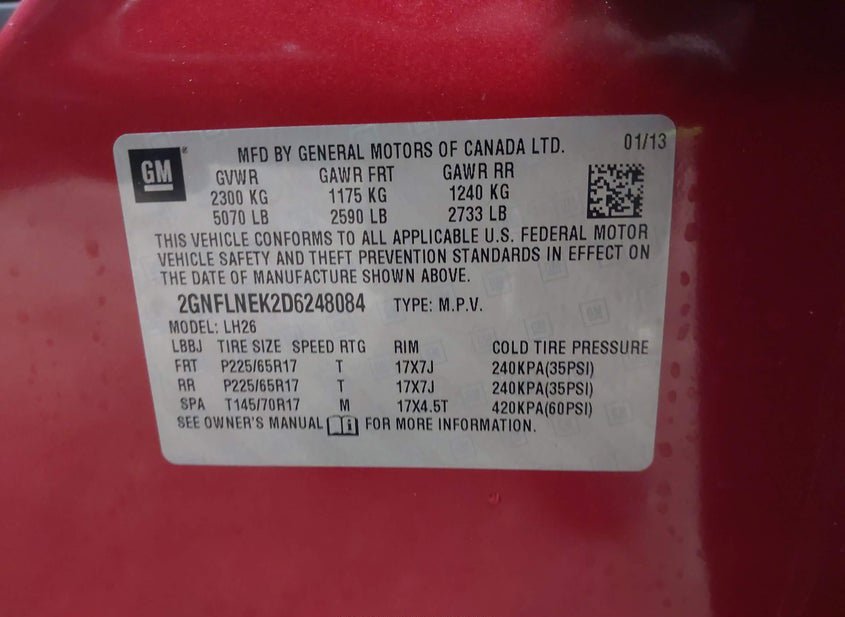 GM
MFD BY GENERAL MOTORS OF CANADA LTD. 01/13
GVWR GAWR FRT GAWR RR
2300 KG 1175 KG 1240 KG
5070 LB 2590 LB 2733 LB
THIS VEHICLE CONFORMS TO ALL APPLICABLE U.S. FEDERAL MOTOR
VEHICLE SAFETY AND THEFT PREVENTION STANDARDS IN EFFECT ON
THE DATE OF MANUFACTURE SHOWN ABOVE.
2GNFLNEK2D6248084 TYPE: M.P.V.
MODEL: LH26
LBBJ TIRE SIZE SPEED RTG RIM COLD TIRE PRESSURE
FRT P225/65R17 T 17X7J 240KPA(35PSI)
RR P225/65R17 T 17X7J 240KPA(35PSI)
SPA T145/70R17 M 17X4.5T 420KPA(60PSI)
SEE OWNER'S MANUAL FOR MORE INFORMATION.